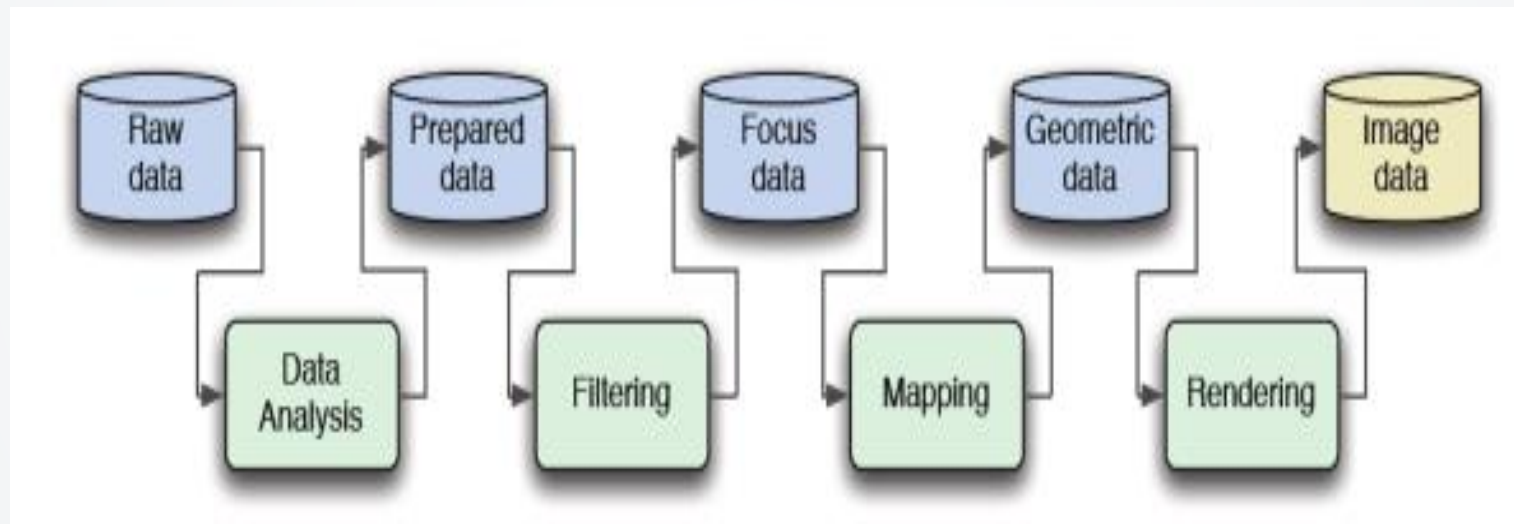 Raw
data
Prepared
data
Focus
data
Geometric
data
Image
data
Data
Analysis
Filtering
Mapping
Rendering